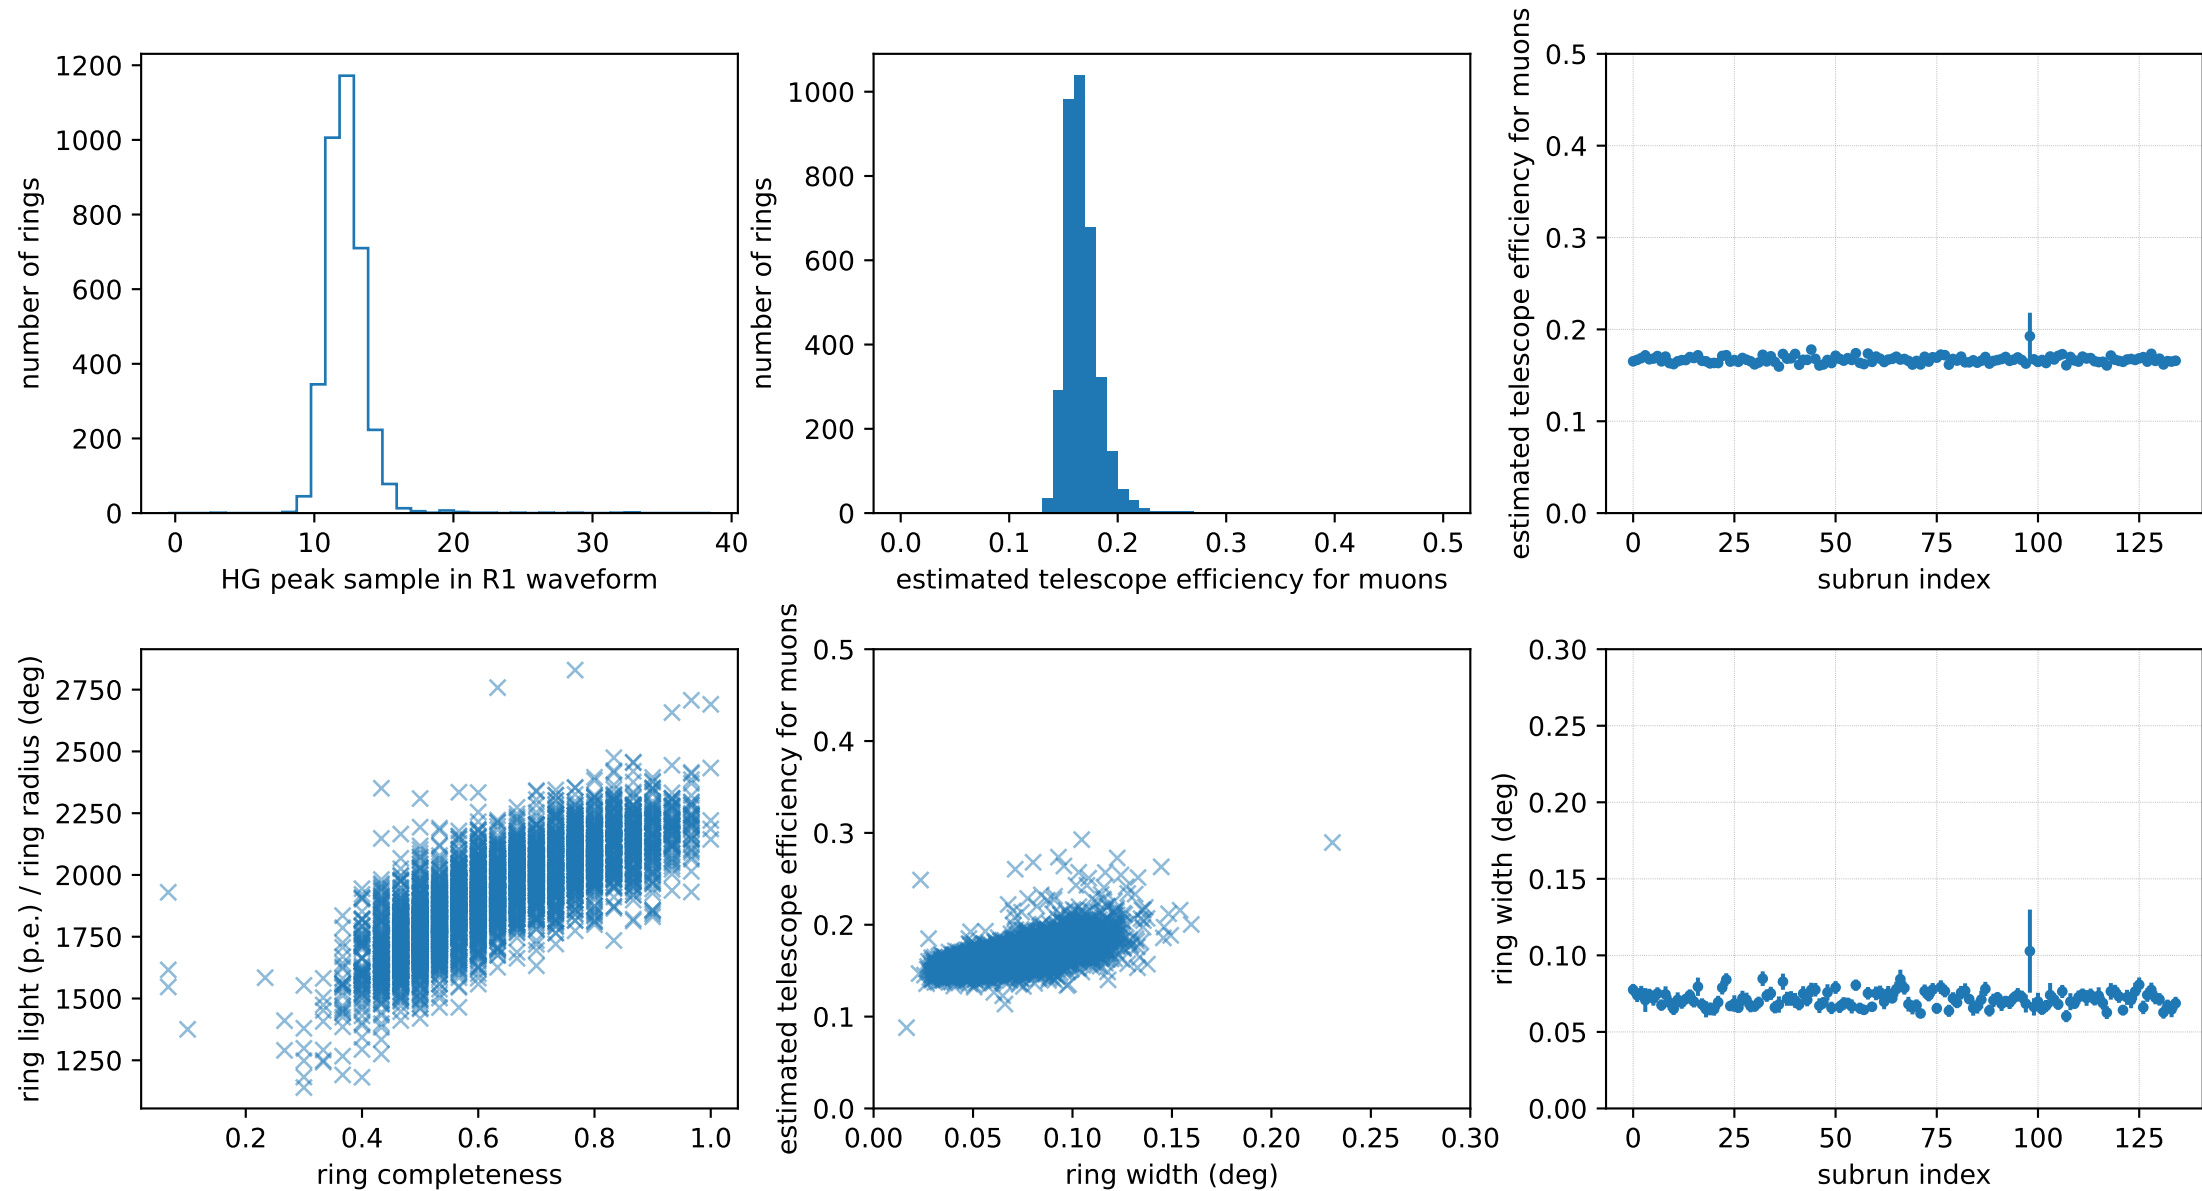 1200
1000
800
600
400
200
0
number of rings
0 10 20 30 40
HG peak sample in R1 waveform
1000
800
600
400
200
0
number of rings
0.0 0.1 0.2 0.3 0.4 0.5
estimated telescope efficiency for muons
0.5
0.4
0.3
0.2
0.1
0.0
estimated telescope efficiency for muons
0 25 50 75 100 125
subrun index
2750
2500
2250
2000
1750
1500
1250
ring light (p.e.) / ring radius (deg)
0.2 0.4 0.6 0.8 1.0
ring completeness
0.5
0.4
0.3
0.2
0.1
0.0
estimated telescope efficiency for muons
0.00 0.05 0.10 0.15 0.20 0.25 0.30
ring width (deg)
0.30
0.25
0.20
0.15
0.10
0.05
0.00
ring width (deg)
0 25 50 75 100 125
subrun index